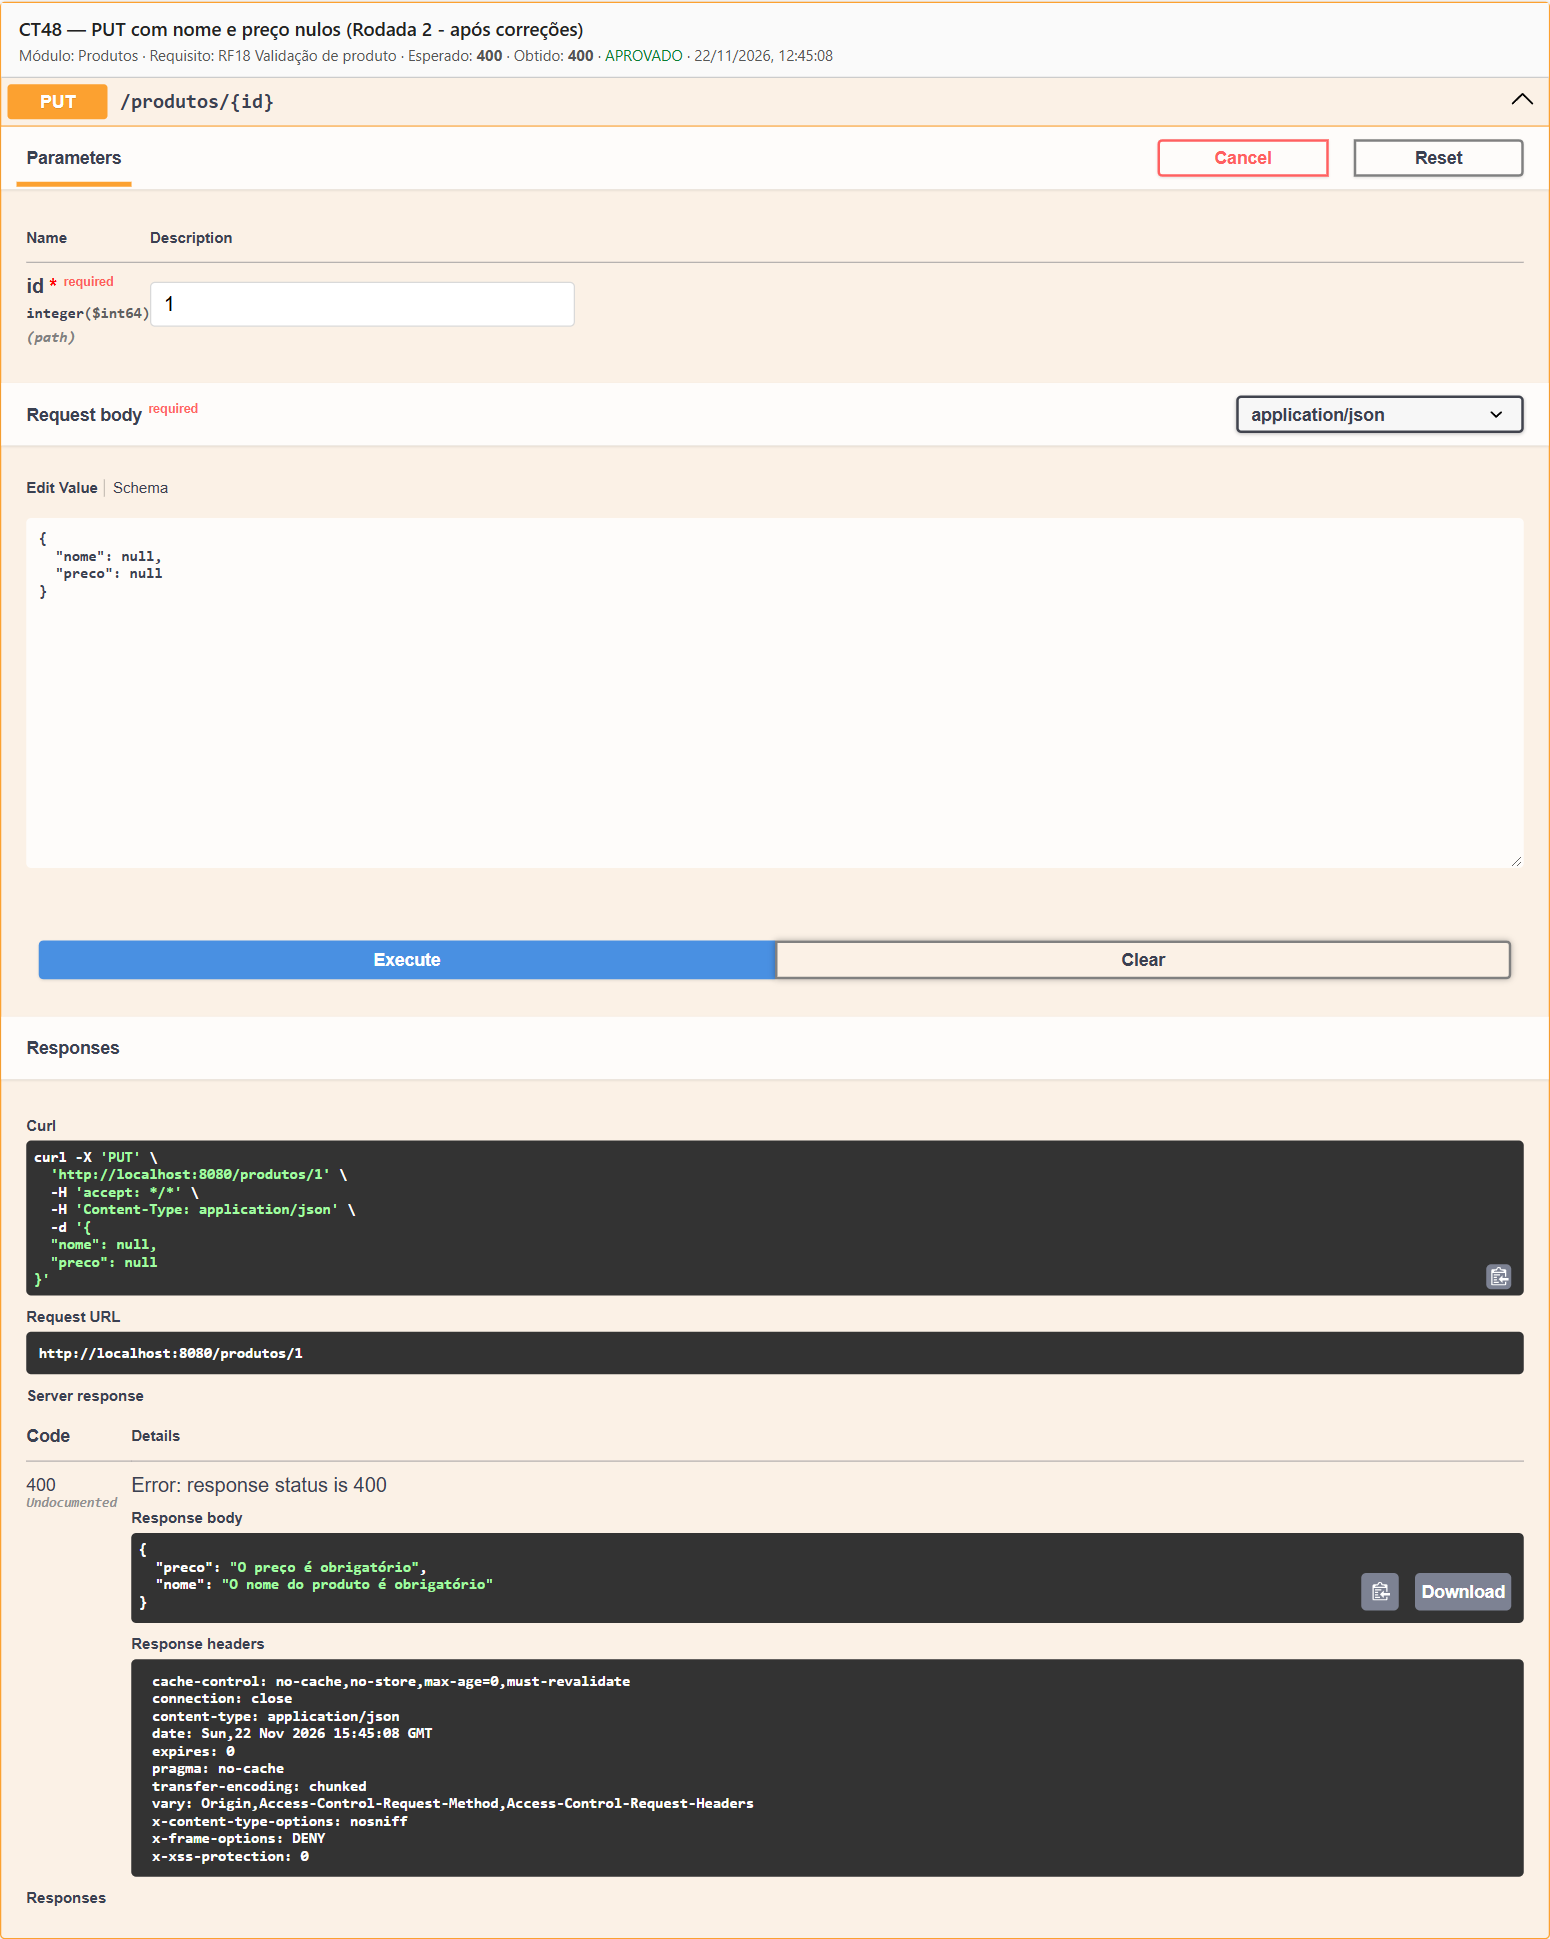 CT48 — PUT com nome e preço nulos (Rodada 2 - após correções)
Módulo: Produtos · Requisito: RF18 Validação de produto · Esperado: 400 · Obtido: 400 · APROVADO · 22/11/2026, 12:45:08
PUT /produtos/{id}
Parameters Cancel Reset
Name Description
id * required
integer($int64)
(path)
1
Request body required application/json
Edit Value Schema
{
  "nome": null,
  "preco": null
}
Execute Clear
Responses
Curl
curl -X 'PUT' \
  'http://localhost:8080/produtos/1' \
  -H 'accept: */*' \
  -H 'Content-Type: application/json' \
  -d '{
  "nome": null,
  "preco": null
}'
Request URL
http://localhost:8080/produtos/1
Server response
Code Details
400 Error: response status is 400
Undocumented
Response body
{
  "preco": "O preço é obrigatório",
  "nome": "O nome do produto é obrigatório"
}
Download
Response headers
cache-control: no-cache,no-store,max-age=0,must-revalidate
connection: close
content-type: application/json
date: Sun,22 Nov 2026 15:45:08 GMT
expires: 0
pragma: no-cache
transfer-encoding: chunked
vary: Origin,Access-Control-Request-Method,Access-Control-Request-Headers
x-content-type-options: nosniff
x-frame-options: DENY
x-xss-protection: 0
Responses